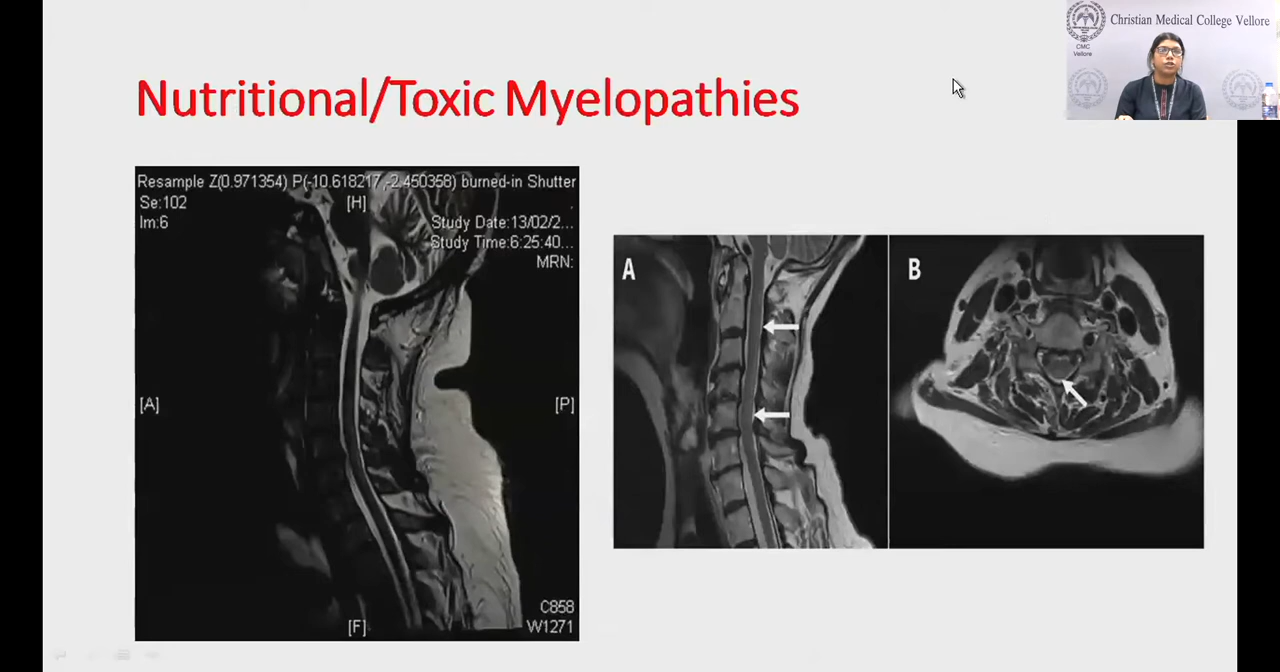 Christian Medical College Vellore
CMC
Vellore
Nutritional/Toxic Myelopathies
Resample Z(0.971354) P(-10.618217,-2.450358) burned-in Shutter
Se:102
[H]
Im:6
Study Date:13/02/2...
Study Time:6:25:40...
MRN:
[A]
[P]
C858
W1271
[F]
A
B